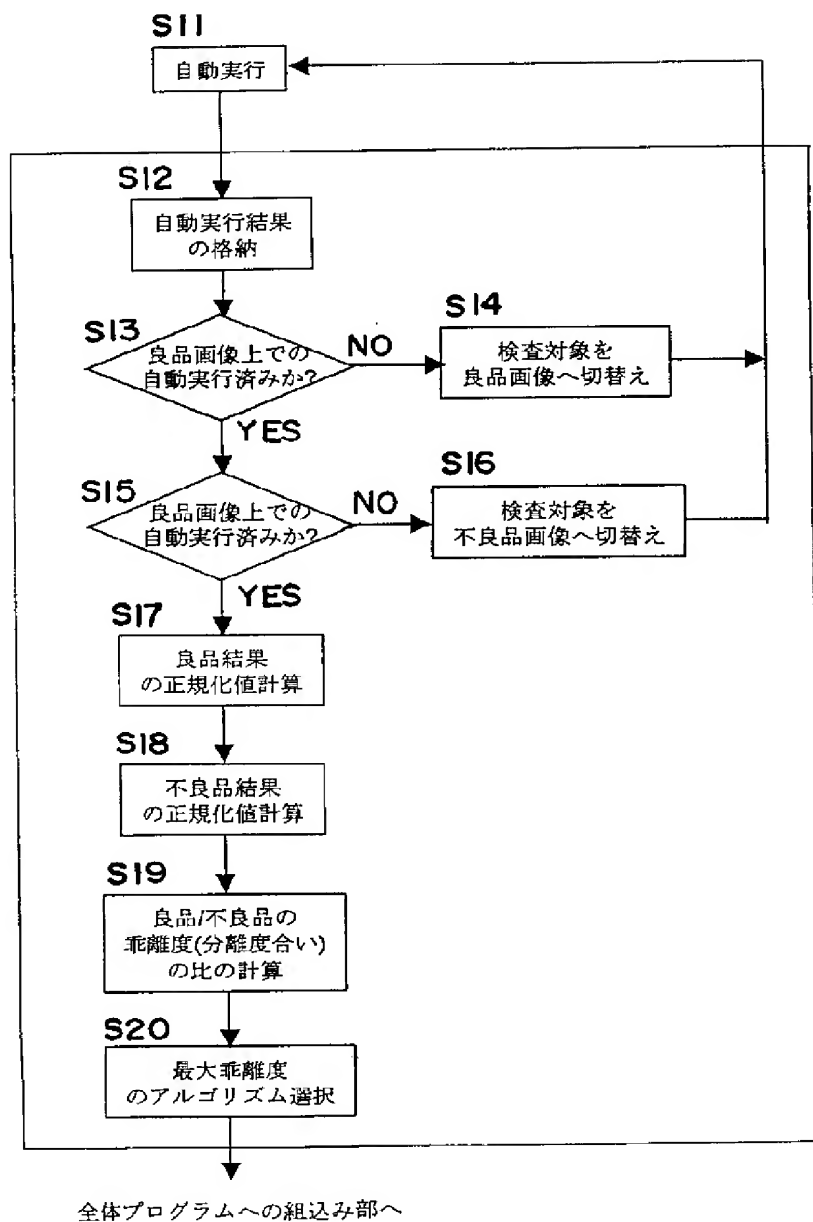 S11
自動実行
S12
自動実行結果
の格納
S13
良品画像上での
自動実行済みか?
NO
S14
検査対象を
良品画像へ切替え
YES
S15
良品画像上での
自動実行済みか?
NO
S16
検査対象を
不良品画像へ切替え
YES
S17
良品結果
の正規化値計算
S18
不良品結果
の正規化値計算
S19
良品/不良品の
乖離度(分離度合い)
の比の計算
S20
最大乖離度
のアルゴリズム選択
全体プログラムへの組込み部へ